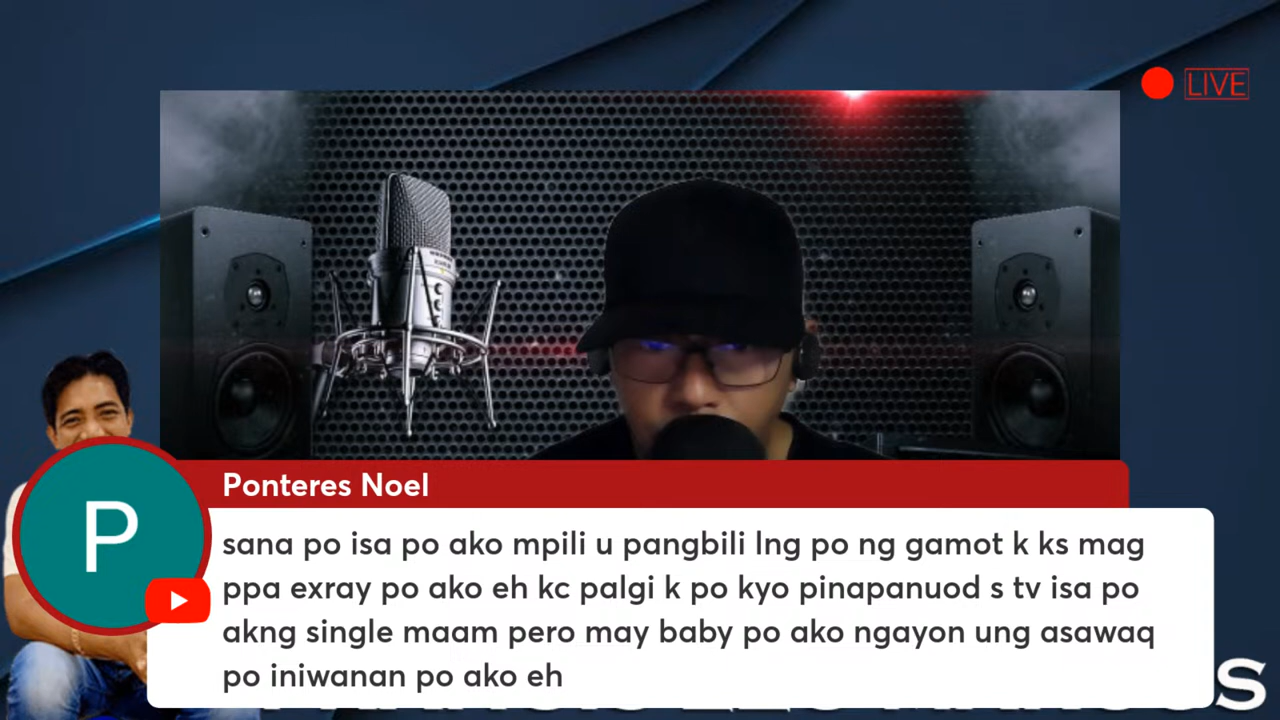 LIVE
Ponteres Noel
P
sana po isa po ako mpili u pangbili lng po ng gamot k ks mag
ppa exray po ako eh kc palgi k po kyo pinapanuod s tv isa po
akng single maam pero may baby po ako ngayon ung asawaq
po iniwanan po ako eh